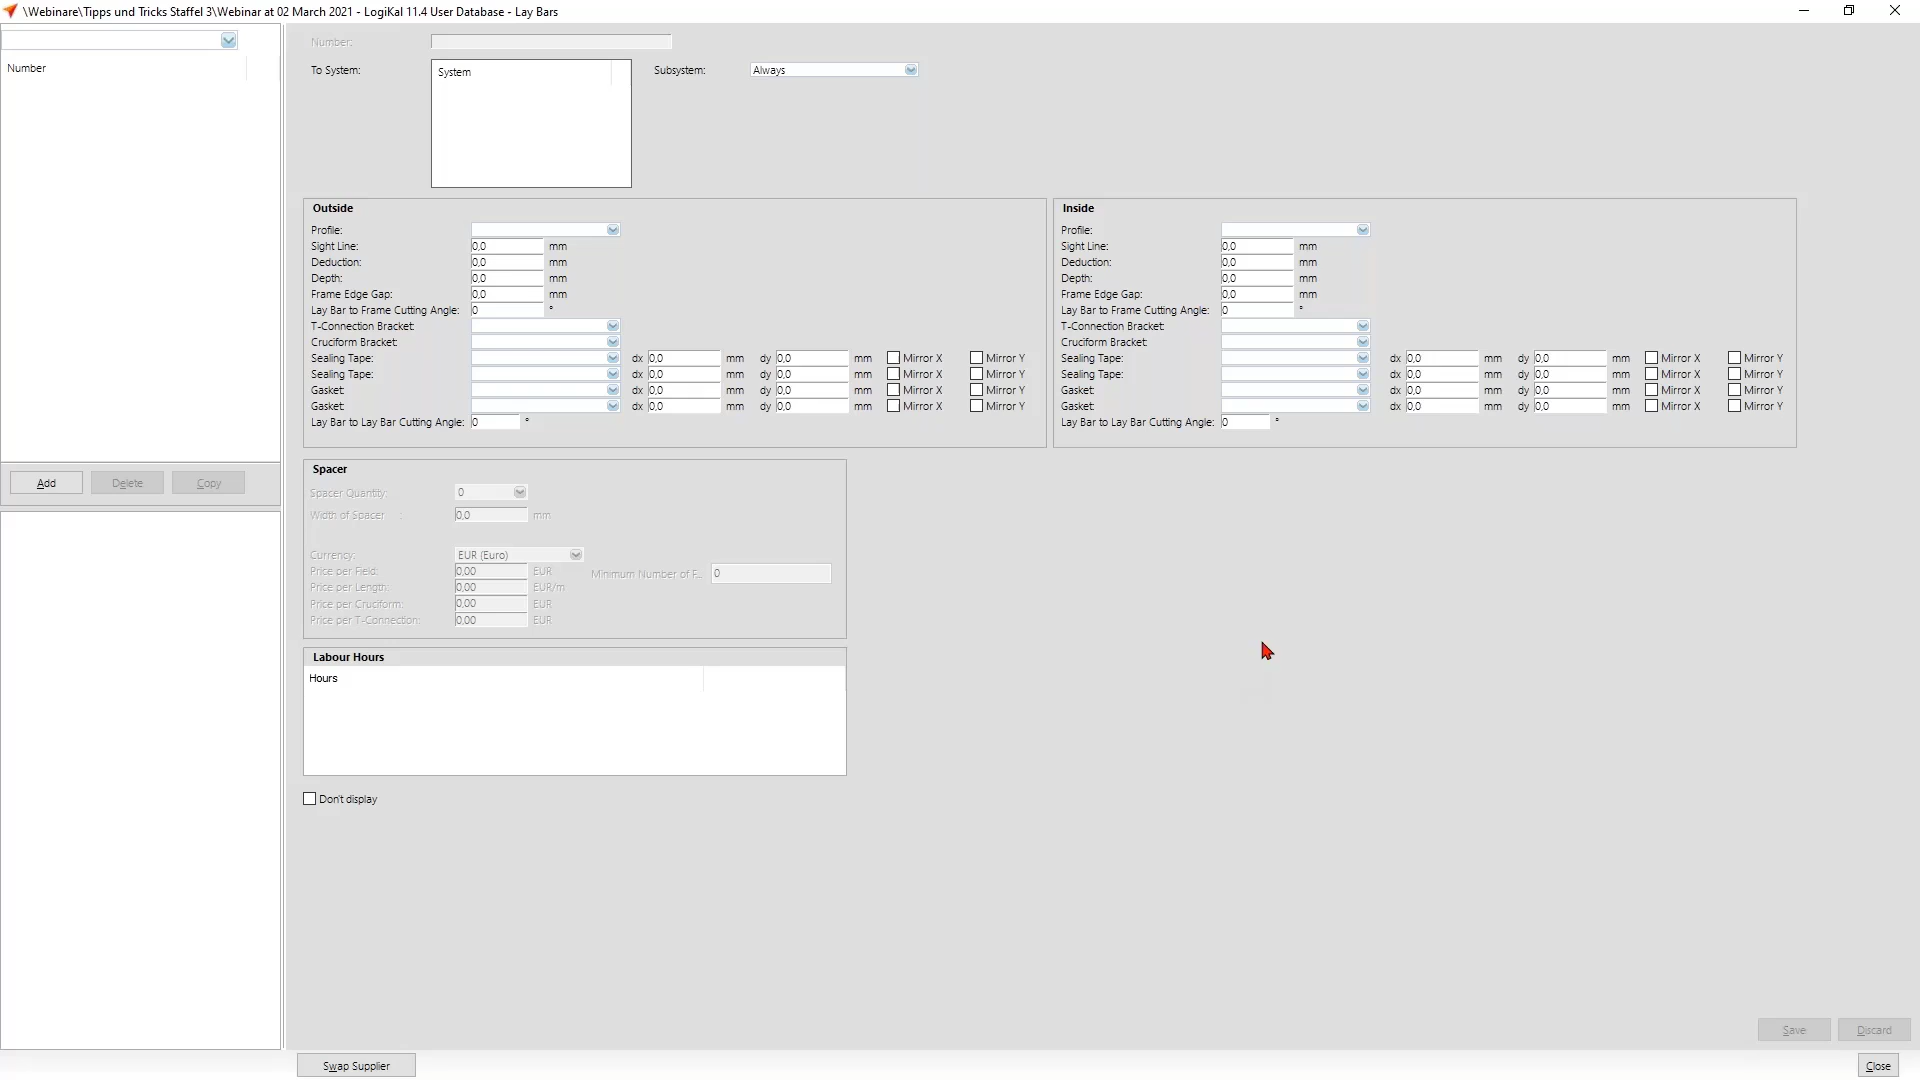 \Webinare\Tipps und Tricks Staffel 3\Webinar at 02 March 2021 - LogiKal 11.4 User Database - Lay Bars
Number
Add Delete Copy
Number:
To System: System Subsystem: Always
Outside
Profile:
Sight Line: 0,0 mm
Deduction: 0,0 mm
Depth: 0,0 mm
Frame Edge Gap: 0,0 mm
Lay Bar to Frame Cutting Angle: 0 °
T-Connection Bracket:
Cruciform Bracket:
Sealing Tape: dx 0,0 mm dy 0,0 mm Mirror X Mirror Y
Sealing Tape: dx 0,0 mm dy 0,0 mm Mirror X Mirror Y
Gasket: dx 0,0 mm dy 0,0 mm Mirror X Mirror Y
Gasket: dx 0,0 mm dy 0,0 mm Mirror X Mirror Y
Lay Bar to Lay Bar Cutting Angle: 0 °
Inside
Profile:
Sight Line: 0,0 mm
Deduction: 0,0 mm
Depth: 0,0 mm
Frame Edge Gap: 0,0 mm
Lay Bar to Frame Cutting Angle: 0 °
T-Connection Bracket:
Cruciform Bracket:
Sealing Tape: dx 0,0 mm dy 0,0 mm Mirror X Mirror Y
Sealing Tape: dx 0,0 mm dy 0,0 mm Mirror X Mirror Y
Gasket: dx 0,0 mm dy 0,0 mm Mirror X Mirror Y
Gasket: dx 0,0 mm dy 0,0 mm Mirror X Mirror Y
Lay Bar to Lay Bar Cutting Angle: 0 °
Spacer
Spacer Quantity: 0
Width of Spacer : 0,0 mm
Currency: EUR (Euro)
Price per Field: 0,00 EUR Minimum Number of F... 0
Price per Length: 0,00 EUR/m
Price per Cruciform: 0,00 EUR
Price per T-Connection: 0,00 EUR
Labour Hours
Hours
Don't display
Save Discard
Swap Supplier Close